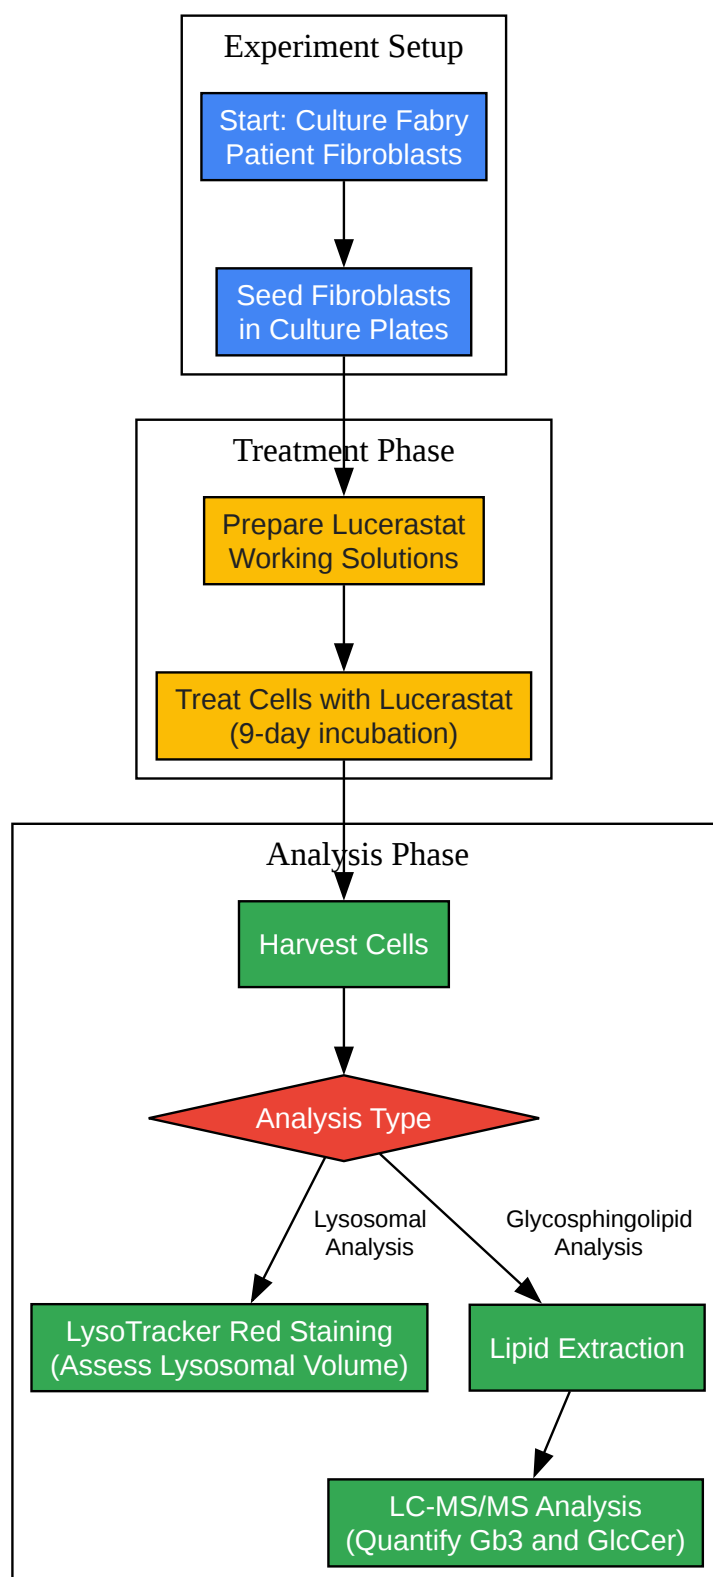 Experiment Setup
Start: Culture Fabry
Patient Fibroblasts
Seed Fibroblasts
in Culture Plates
Treatment Phase
Prepare Lucerastat
Working Solutions
Treat Cells with Lucerastat
(9-day incubation)
Analysis Phase
Harvest Cells
Analysis Type
Lysosomal
Analysis
Glycosphingolipid
Analysis
LysoTracker Red Staining
(Assess Lysosomal Volume)
Lipid Extraction
LC-MS/MS Analysis
(Quantify Gb3 and GlcCer)